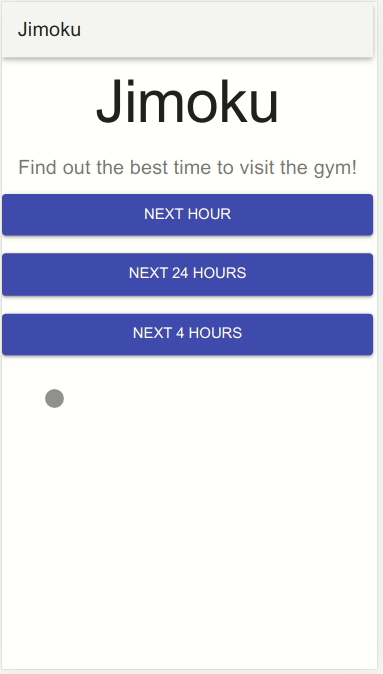 Jimoku
Jimoku
Find out the best time to visit the gym!
NEXT HOUR
NEXT 24 HOURS
NEXT 4 HOURS